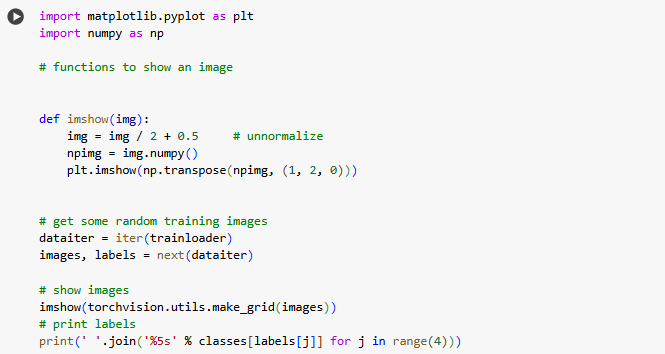 import matplotlib.pyplot as plt
import numpy as np
# functions to show an image
def imshow(img):
    img = img / 2 + 0.5     # unnormalize
    npimg = img.numpy()
    plt.imshow(np.transpose(npimg, (1, 2, 0)))
# get some random training images
dataiter = iter(trainloader)
images, labels = next(dataiter)
# show images
imshow(torchvision.utils.make_grid(images))
# print labels
print(' '.join('%5s' % classes[labels[j]] for j in range(4)))